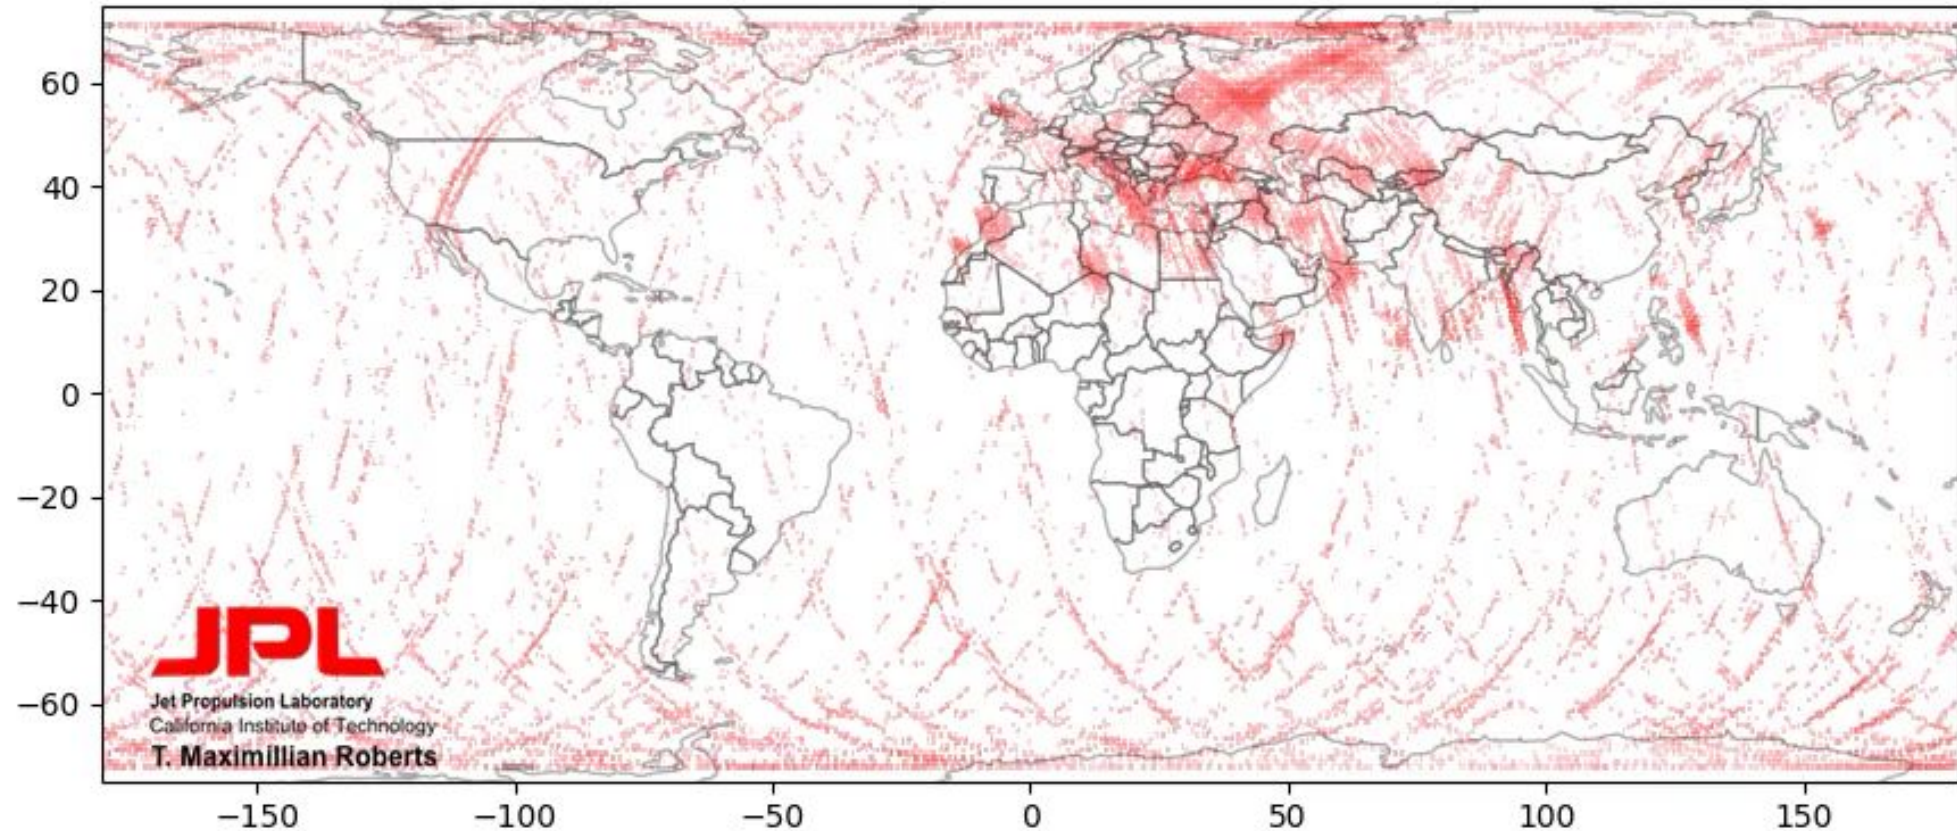 60
40
20
0
−20
−40
−60
JPL
Jet Propulsion Laboratory
California Institute of Technology
T. Maximillian Roberts
−150 −100 −50 0 50 100 150